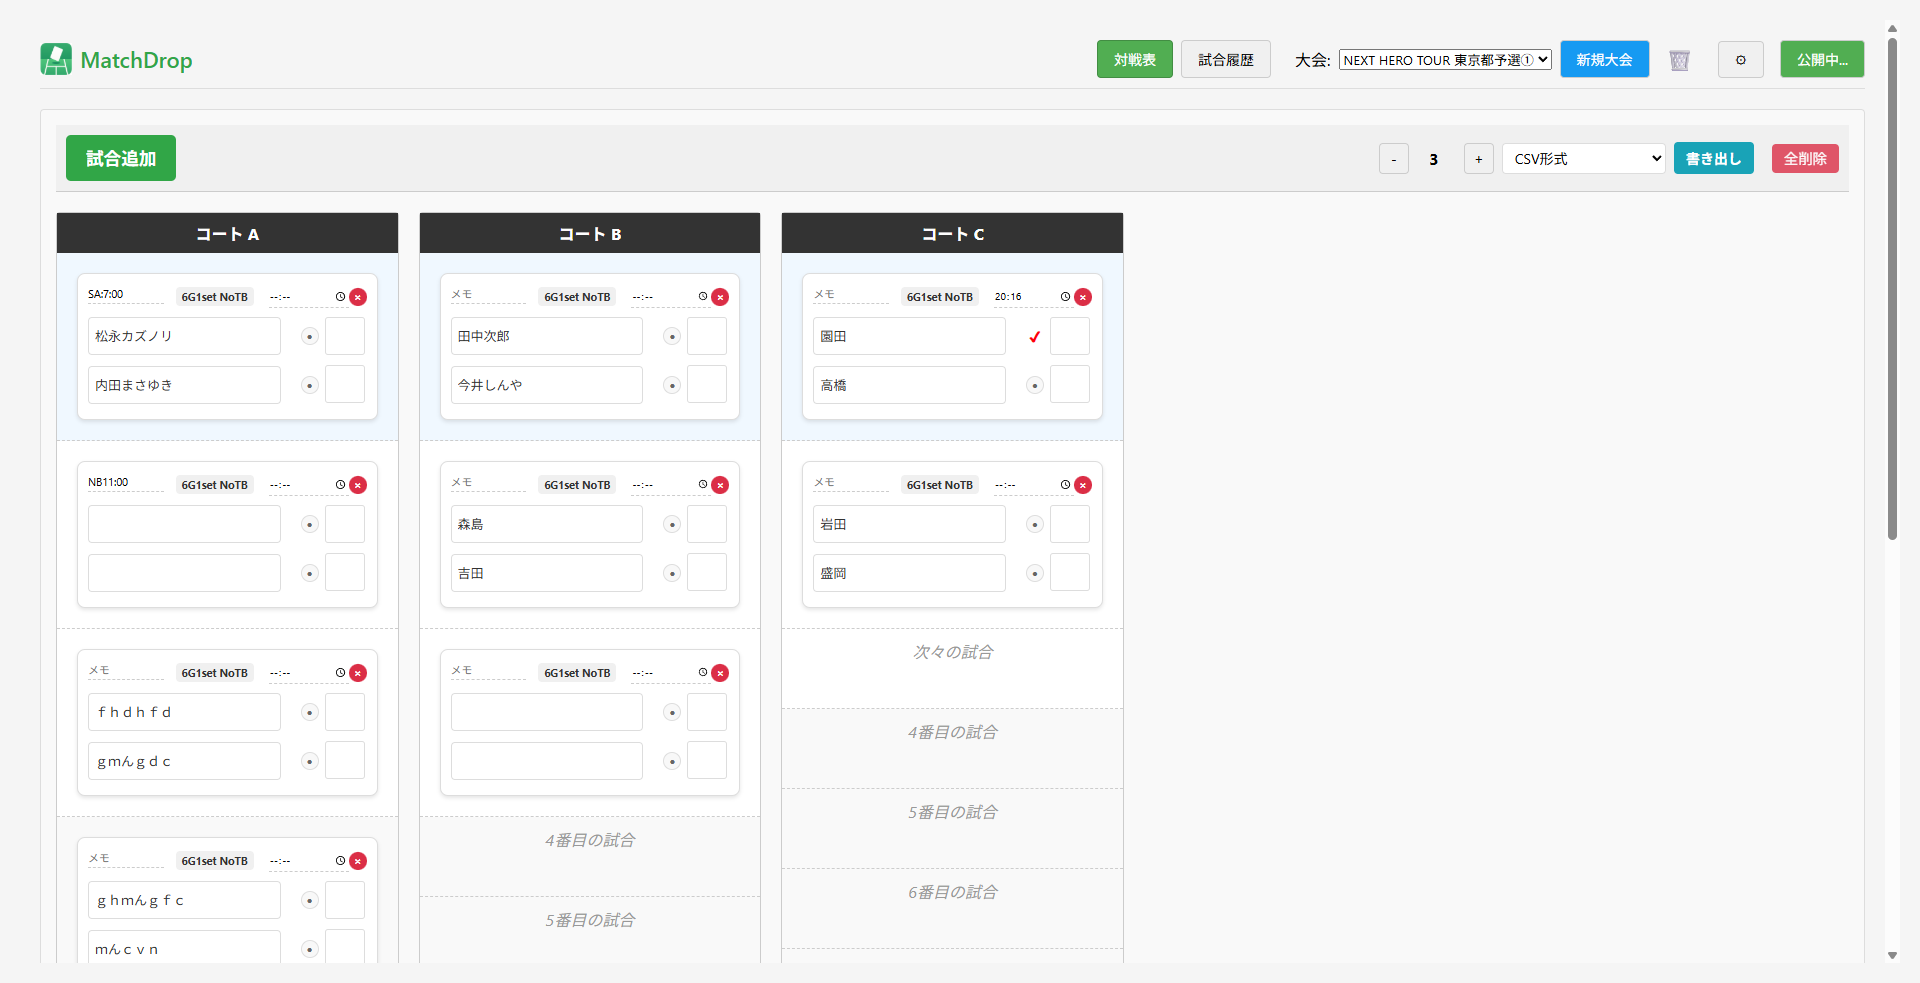 MatchDrop
対戦表
試合履歴
大会:
NEXT HERO TOUR 東京都予選①
新規大会
公開中...
試合追加
-
3
+
CSV形式
書き出し
全削除
コート A
SA:7:00
6G1set NoTB
--:--
松永カズノリ
内田まさゆき
NB11:00
6G1set NoTB
--:--
メモ
6G1set NoTB
--:--
ｆｈｄｈｆｄ
ｇｍんｇｄｃ
メモ
6G1set NoTB
--:--
ｇｈｍんｇｆｃ
ｍんｃｖｎ
コート B
メモ
6G1set NoTB
--:--
田中次郎
今井しんや
メモ
6G1set NoTB
--:--
森島
吉田
メモ
6G1set NoTB
--:--
4番目の試合
5番目の試合
コート C
メモ
6G1set NoTB
20:16
園田
高橋
メモ
6G1set NoTB
--:--
岩田
盛岡
次々の試合
4番目の試合
5番目の試合
6番目の試合